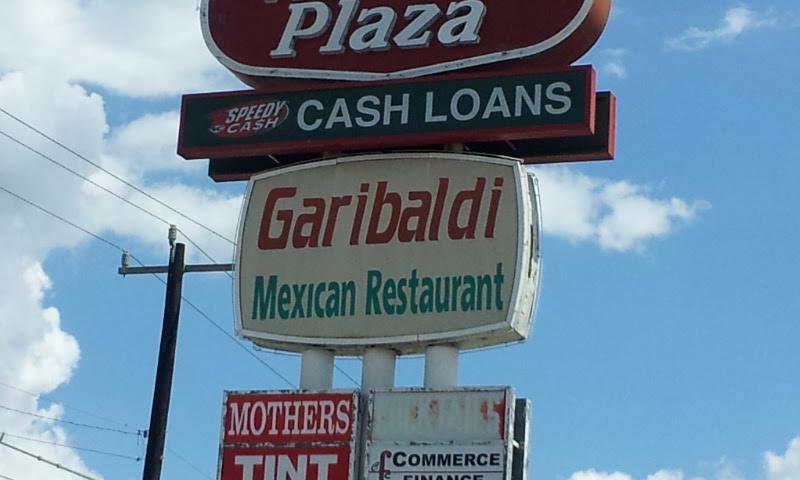 Plaza
SPEEDY
CASH
CASH LOANS
Garibaldi
Mexican Restaurant
MOTHERS
TINT
COMMERCE
FINANCE